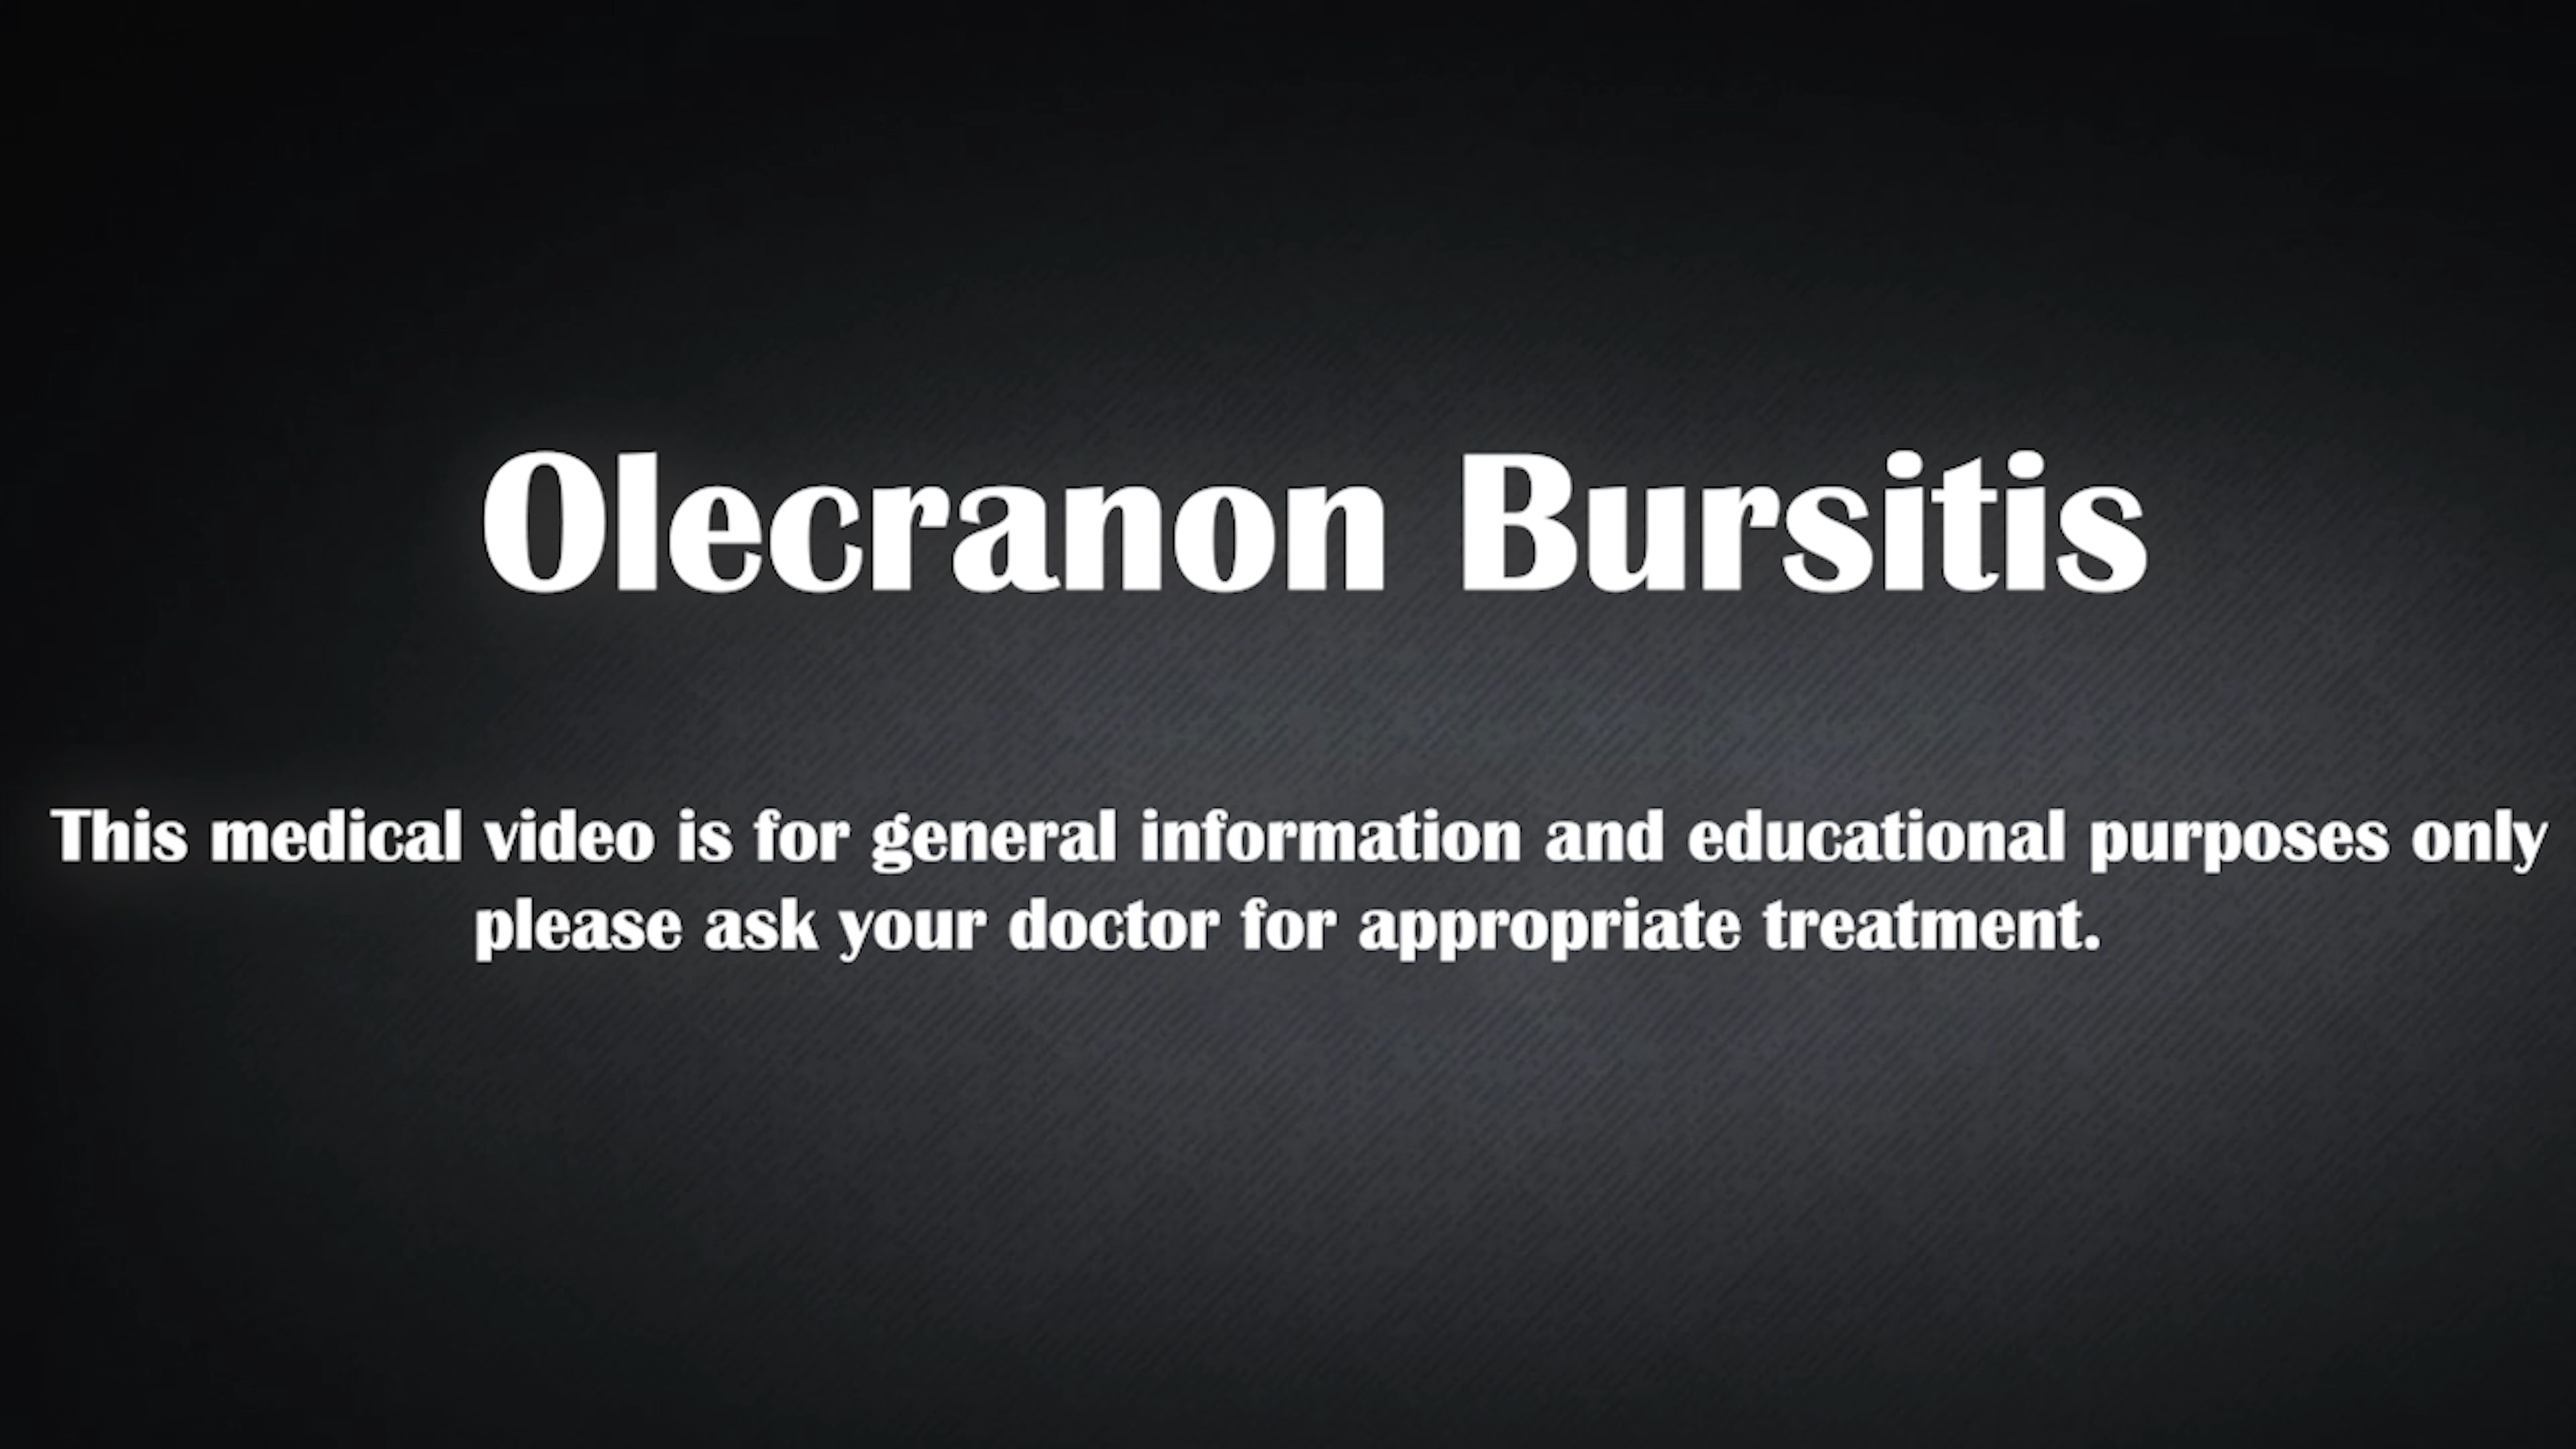 Olecranon Bursitis
This medical video is for general information and educational purposes only
please ask your doctor for appropriate treatment.